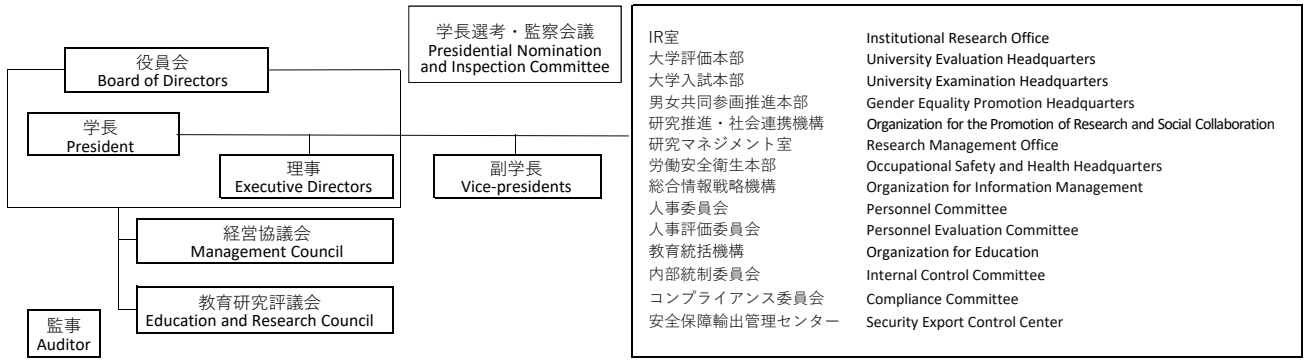 学長選考・監察会議
Presidential Nomination
and Inspection Committee
役員会
Board of Directors
学長
President
理事
Executive Directors
副学長
Vice-presidents
経営協議会
Management Council
教育研究評議会
Education and Research Council
監事
Auditor
IR室 Institutional Research Office
大学評価本部 University Evaluation Headquarters
大学入試本部 University Examination Headquarters
男女共同参画推進本部 Gender Equality Promotion Headquarters
研究推進・社会連携機構 Organization for the Promotion of Research and Social Collaboration
研究マネジメント室 Research Management Office
労働安全衛生本部 Occupational Safety and Health Headquarters
総合情報戦略機構 Organization for Information Management
人事委員会 Personnel Committee
人事評価委員会 Personnel Evaluation Committee
教育統括機構 Organization for Education
内部統制委員会 Internal Control Committee
コンプライアンス委員会 Compliance Committee
安全保障輸出管理センター Security Export Control Center